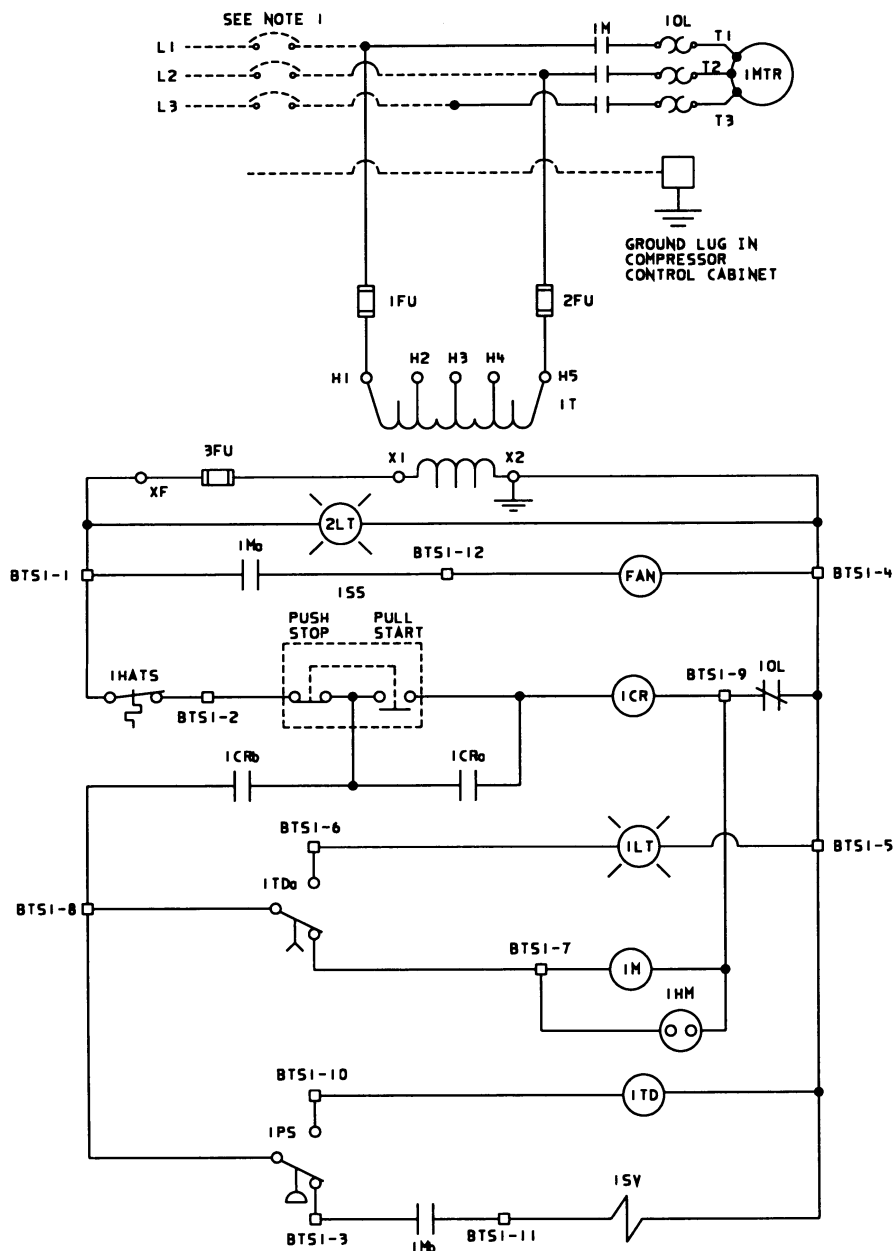 SEE NOTE 1
1M 1OL T1
L1
L2 T2 1MTR
L3
T3
GROUND LUG IN
COMPRESSOR
CONTROL CABINET
1FU 2FU
H1 H2 H3 H4 H5
1T
3FU X1 X2
XF
2LT
1Ma BTS1-12
BTS1-1 FAN BTS1-4
1SS
PUSH PULL
STOP START
1HATS BTS1-9 1OL
BTS1-2 1CR
1CRb 1CRa
BTS1-6 1LT BTS1-5
1TDa
BTS1-8
BTS1-7 1M
1HM
BTS1-10 1TD
1PS
1SV
BTS1-3 BTS1-11
1Mb